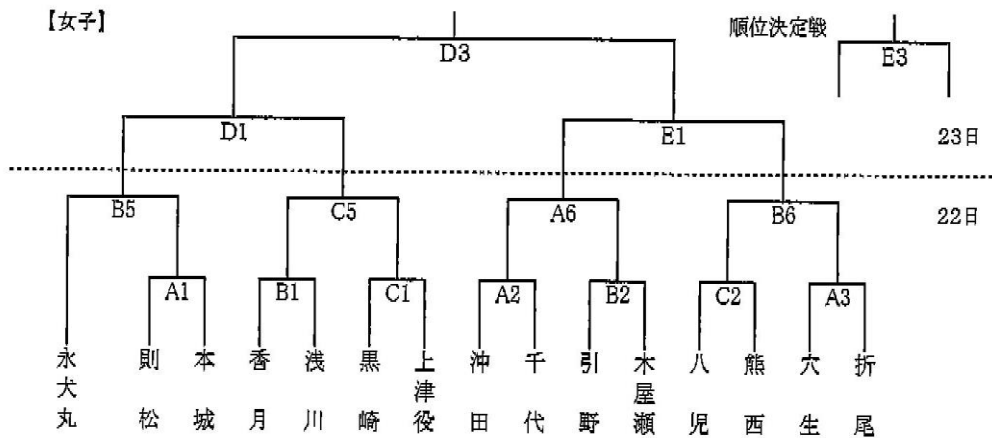 【女子】
順位決定戦
D3
E3
D1
E1
23日
B5
C5
A6
B6
22日
A1
B1
C1
A2
B2
C2
A3
永犬丸
則松
本城
香月
浅川
黒崎
上津役
沖田
千代
引野
木屋瀬
八児
熊西
穴生
折尾